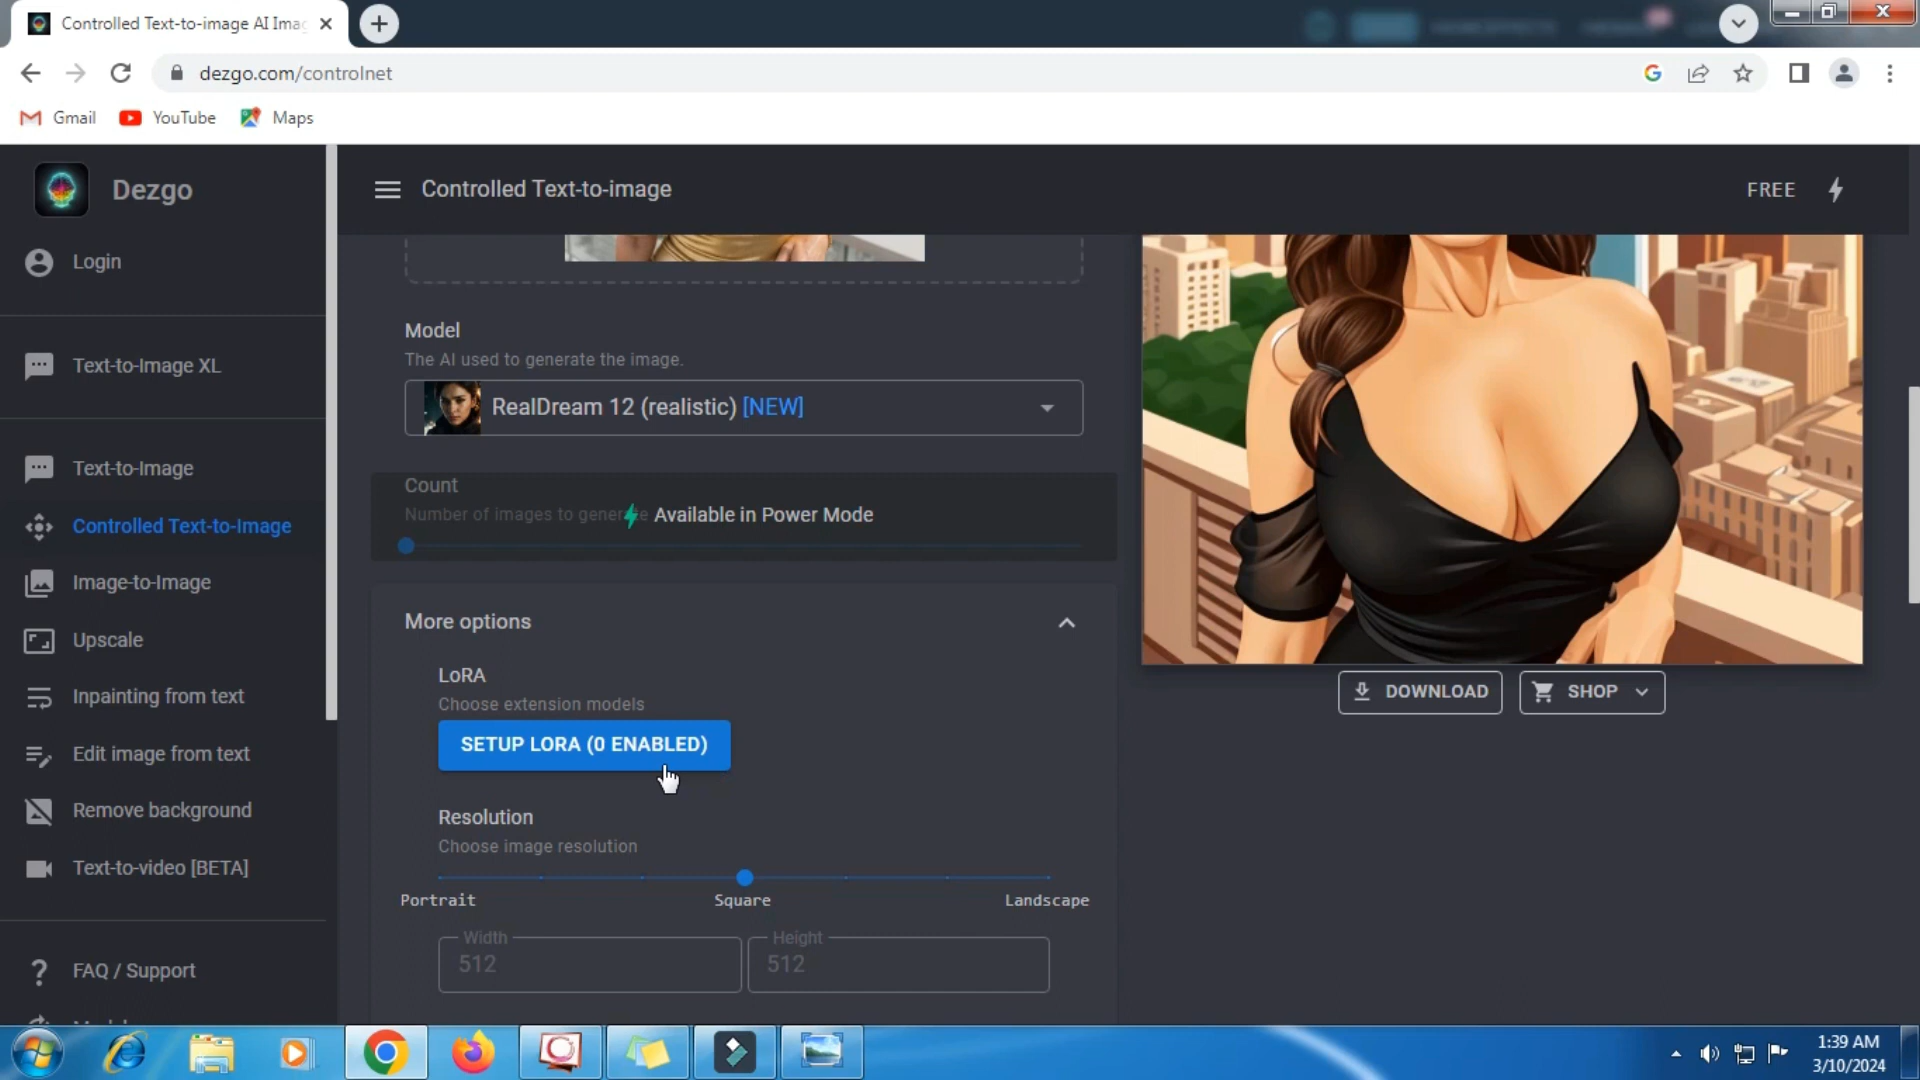 Controlled Text-to-image AI Imag
dezgo.com/controlnet
Gmail
YouTube
Maps
Dezgo
Controlled Text-to-image
FREE
Login
Text-to-Image XL
Text-to-Image
Controlled Text-to-Image
Image-to-Image
Upscale
Inpainting from text
Edit image from text
Remove background
Text-to-video [BETA]
FAQ / Support
Model
The AI used to generate the image.
RealDream 12 (realistic) [NEW]
Count
Number of images to generate
Available in Power Mode
More options
LoRA
Choose extension models
SETUP LORA (0 ENABLED)
Resolution
Choose image resolution
Portrait
Square
Landscape
Width
512
Height
512
DOWNLOAD
SHOP
1:39 AM
3/10/2024